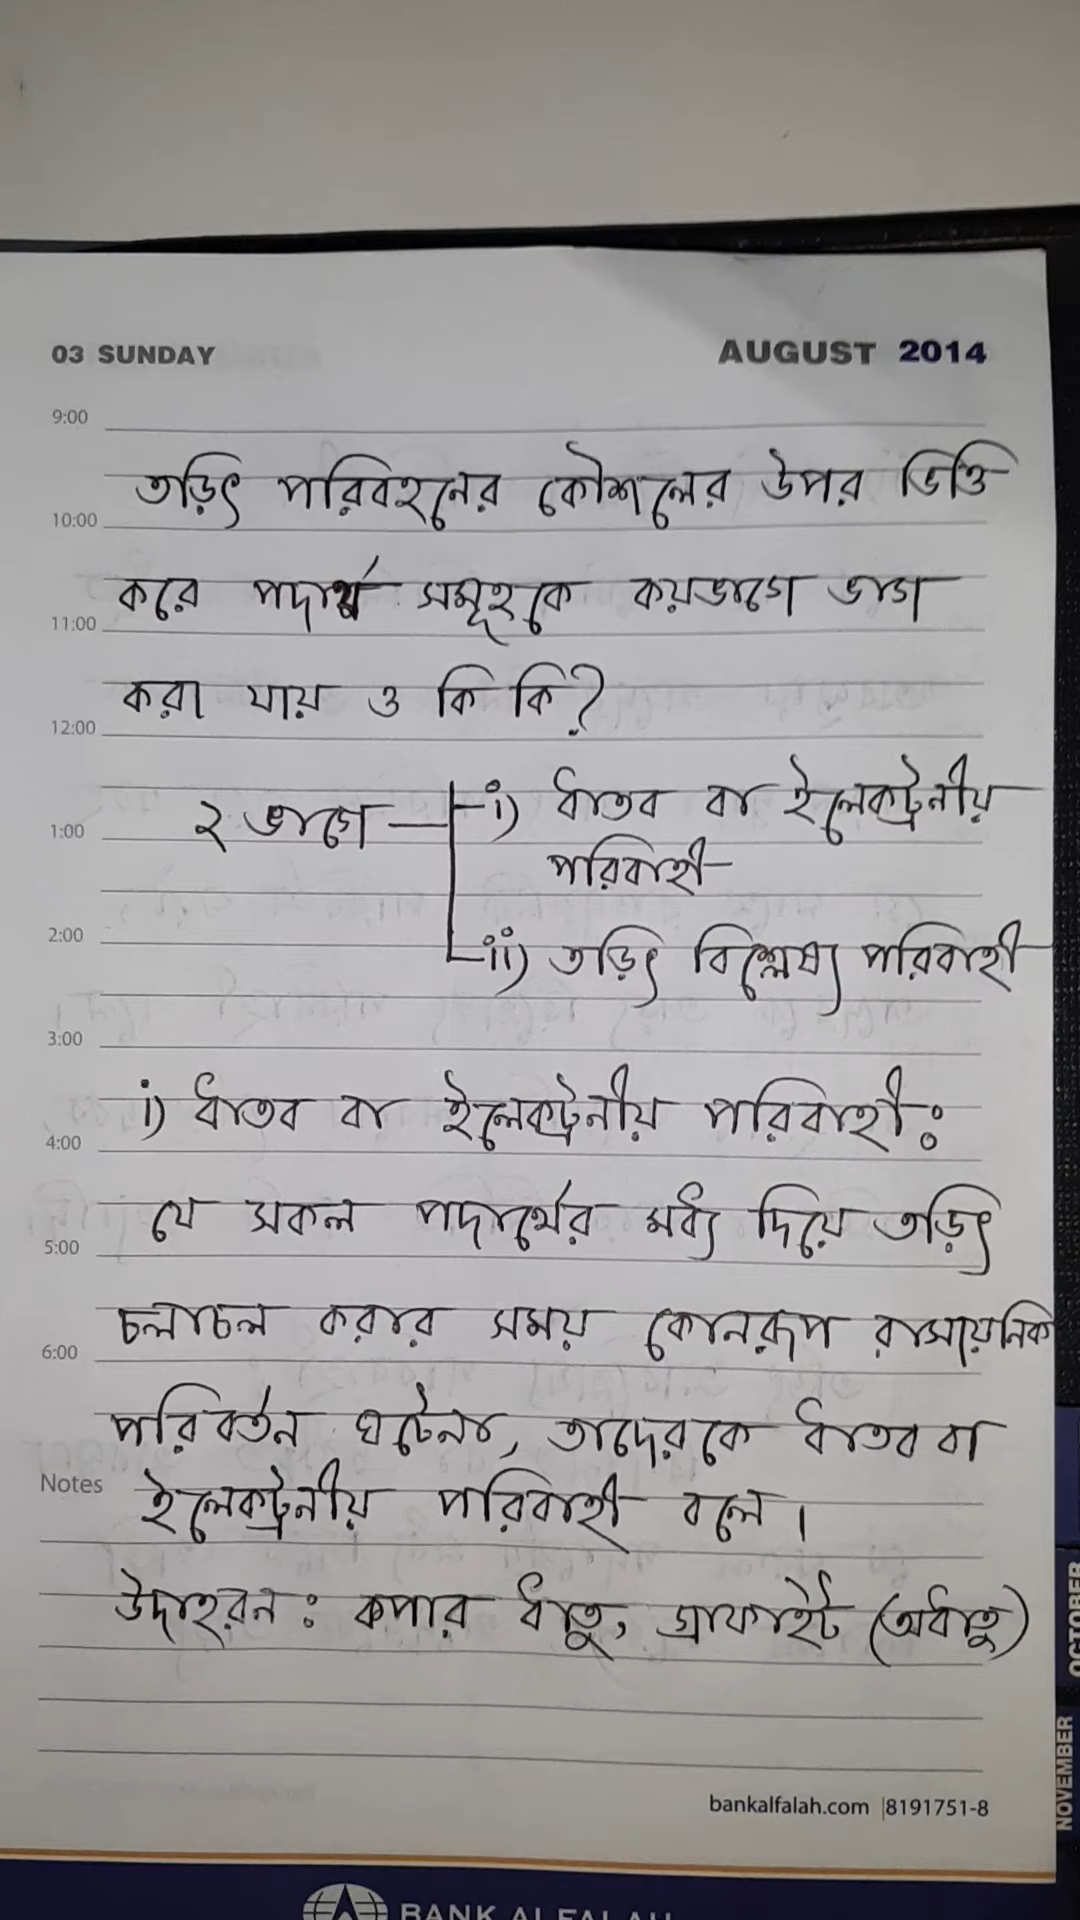 03 SUNDAY
AUGUST 2014
9:00
তড়িৎ পরিবহনের কৌশলের উপর ভিত্তি
10:00
করে পদার্থ সমূহকে কয়ভাগে ভাগ
11:00
করা যায় ও কি কি?
12:00
২ ভাগে
i) ধাতব বা ইলেকট্রনীয়
1:00
পরিবাহী
2:00
ii) তড়িৎ বিশ্লেষ্য পরিবাহী
3:00
i) ধাতব বা ইলেকট্রনীয় পরিবাহী:
4:00
যে সকল পদার্থের মধ্য দিয়ে তড়িৎ
5:00
চলাচল করার সময় কোনরূপ রাসায়েনিক
6:00
পরিবর্তন ঘটেনা, তাদেরকে ধাতব বা
Notes
ইলেকট্রনীয় পরিবাহী বলে।
উদাহরন: কপার ধাতু, গ্রাফাইট (অধাতু)
OCTOBER
NOVEMBER
bankalfalah.com |8191751-8
BANK ALFALAH